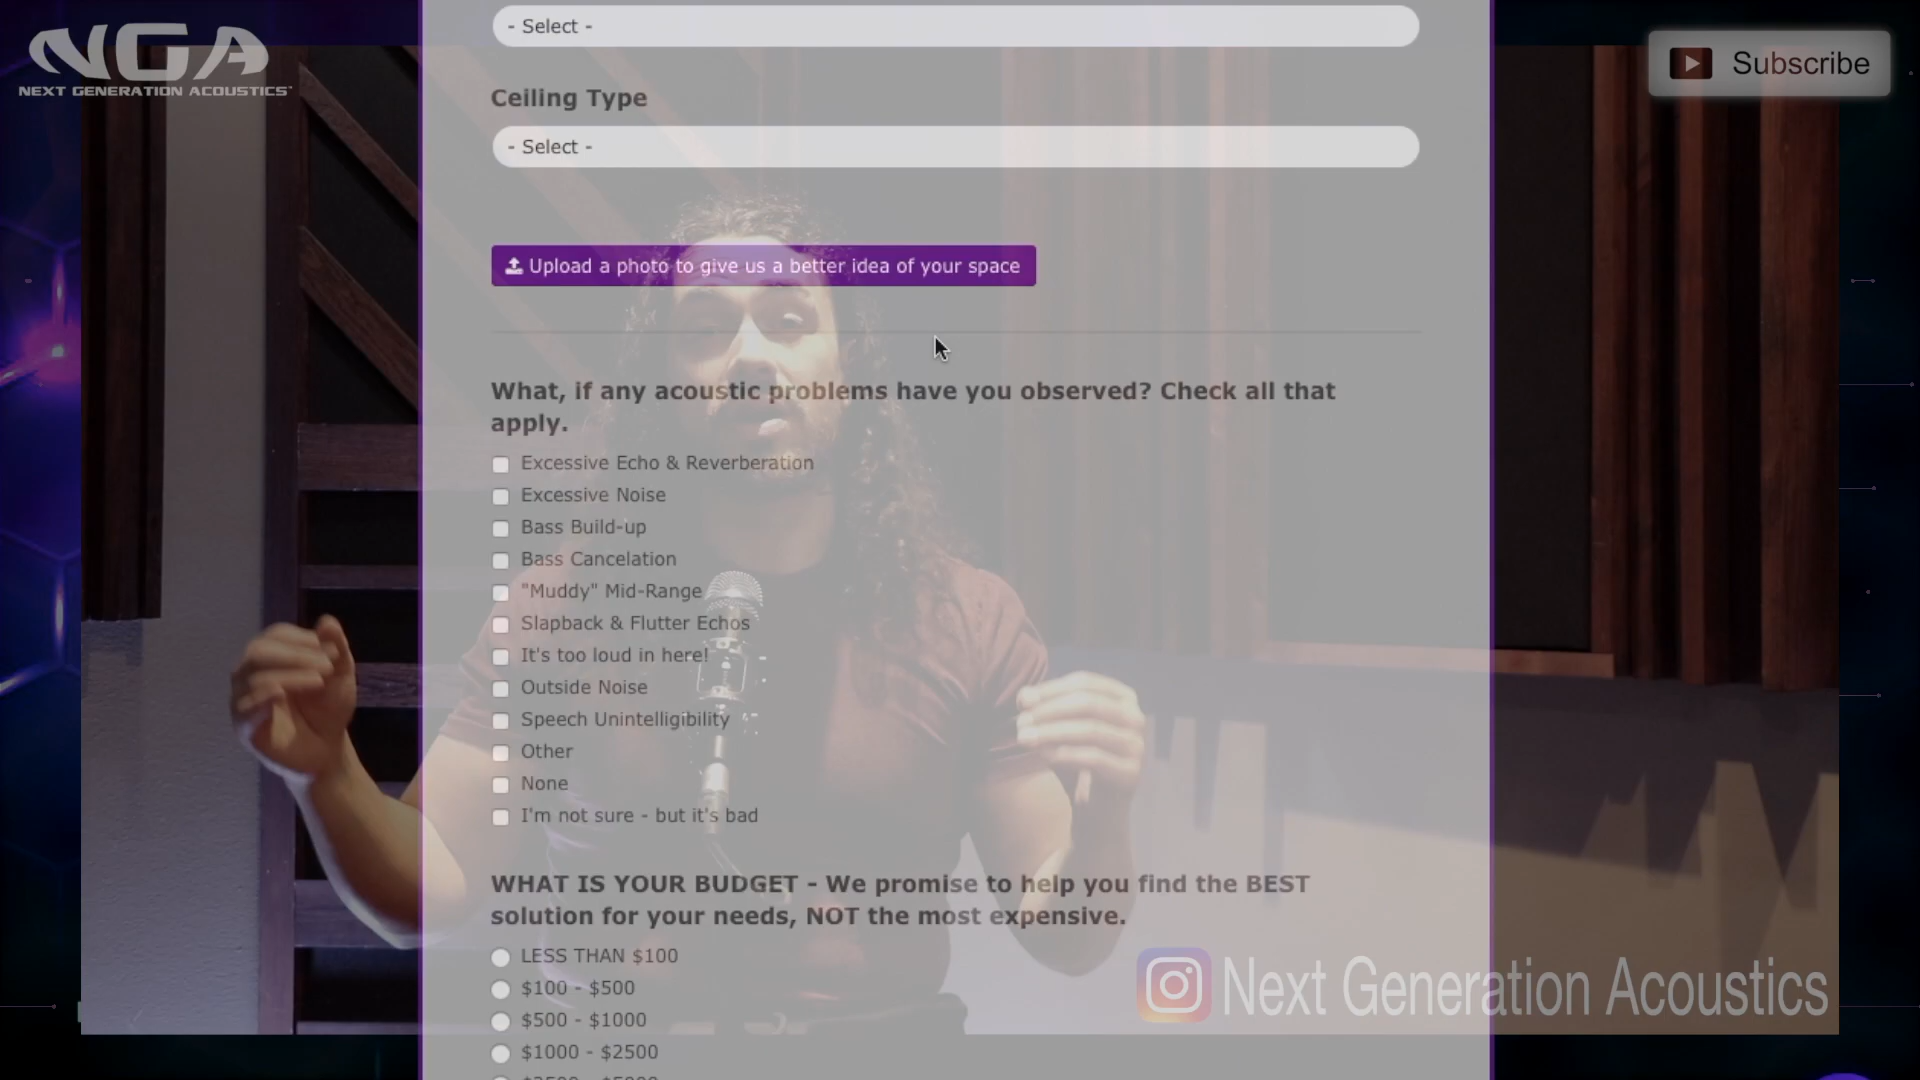 NGA
NEXT GENERATION ACOUSTICS
Subscribe
- Select -
Ceiling Type
- Select -
Upload a photo to give us a better idea of your space
What, if any acoustic problems have you observed? Check all that
apply.
Excessive Echo & Reverberation
Excessive Noise
Bass Build-up
Bass Cancelation
"Muddy" Mid-Range
Slapback & Flutter Echos
It's too loud in here!
Outside Noise
Speech Unintelligibility
Other
None
I'm not sure - but it's bad
WHAT IS YOUR BUDGET - We promise to help you find the BEST
solution for your needs, NOT the most expensive.
LESS THAN $100
$100 - $500
$500 - $1000
$1000 - $2500
Next Generation Acoustics